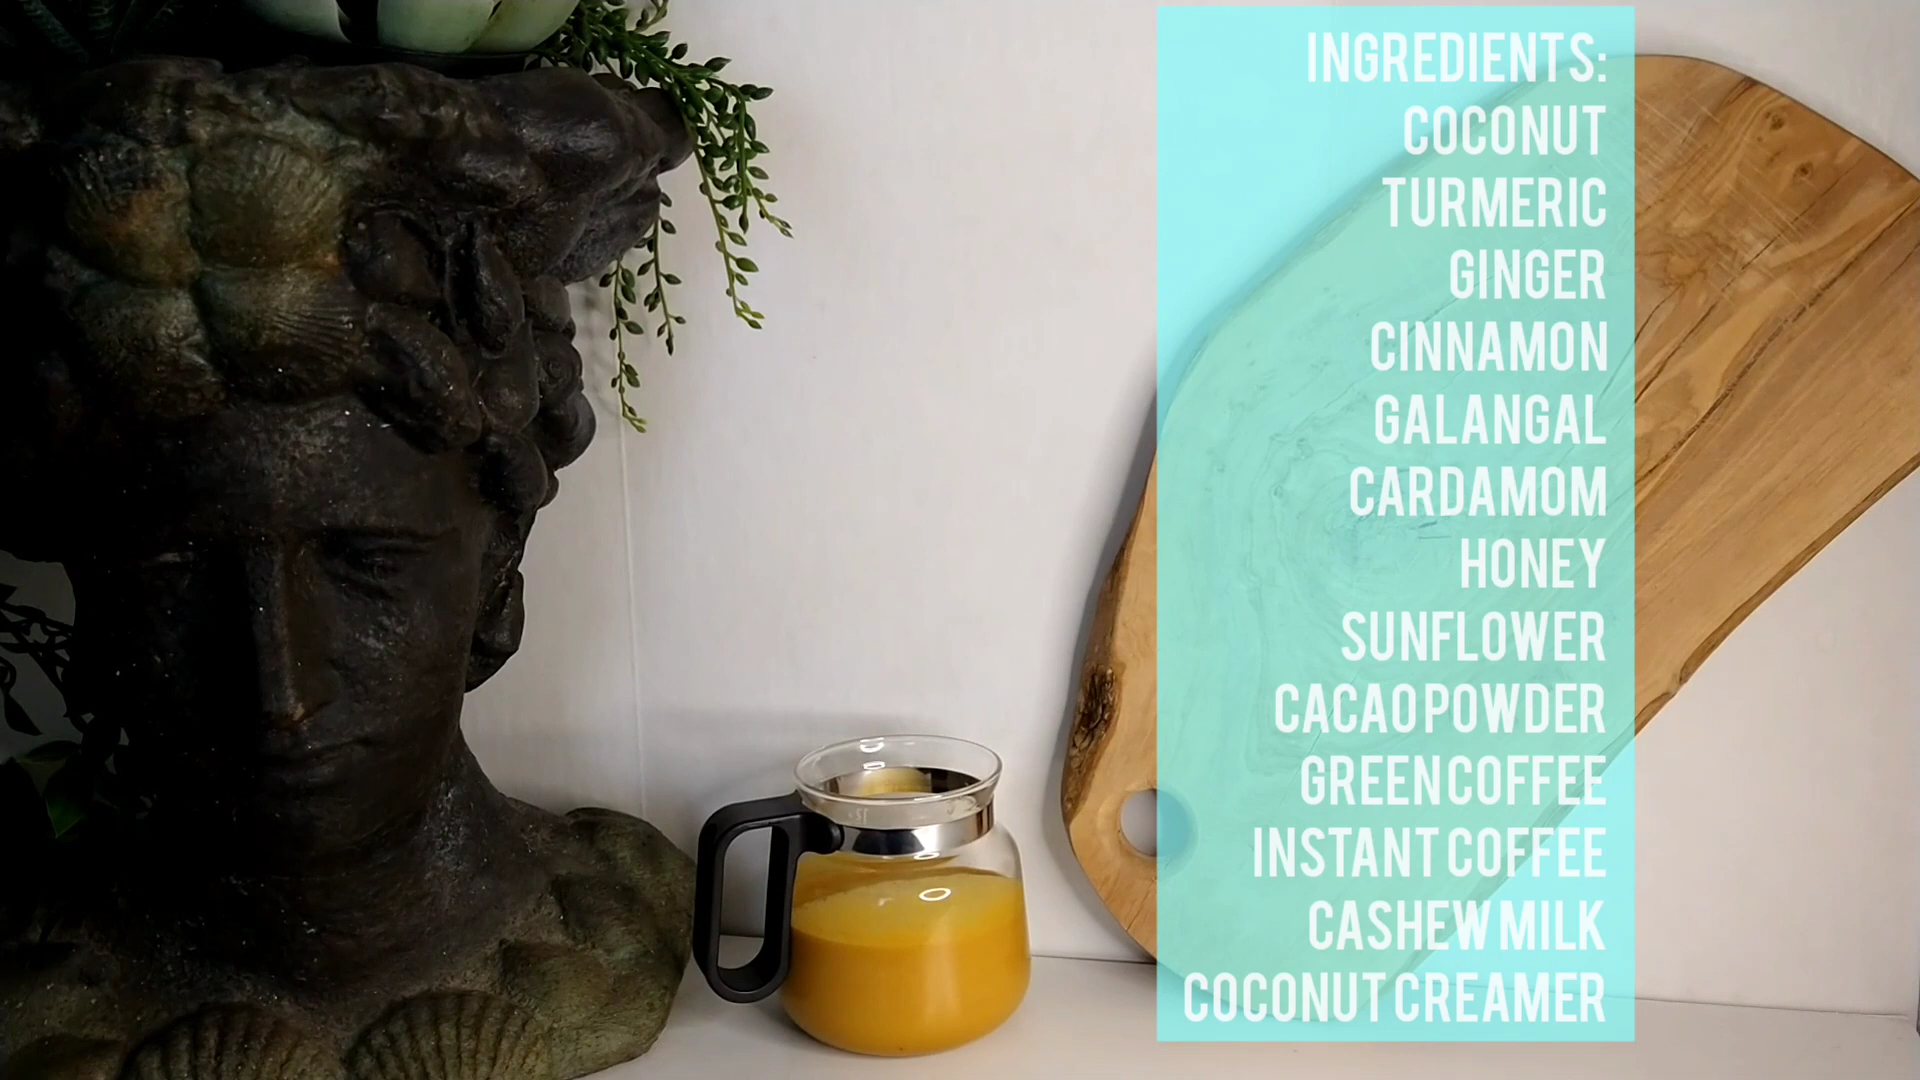 INGREDIENTS:
COCONUT
TURMERIC
GINGER
CINNAMON
GALANGAL
CARDAMOM
HONEY
SUNFLOWER
CACAO POWDER
GREEN COFFEE
INSTANT COFFEE
CASHEW MILK
COCONUT CREAMER